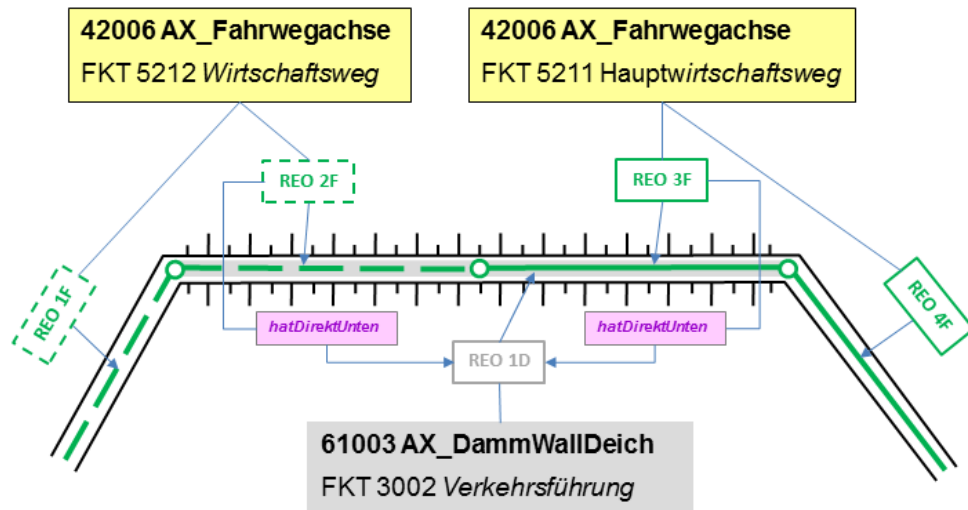 42006 AX_Fahrwegachse
FKT 5212 Wirtschaftsweg
42006 AX_Fahrwegachse
FKT 5211 Hauptwirtschaftsweg
REO 2F
REO 3F
REO 1F
REO 4F
hatDirektUnten
hatDirektUnten
REO 1D
61003 AX_DammWallDeich
FKT 3002 Verkehrsführung